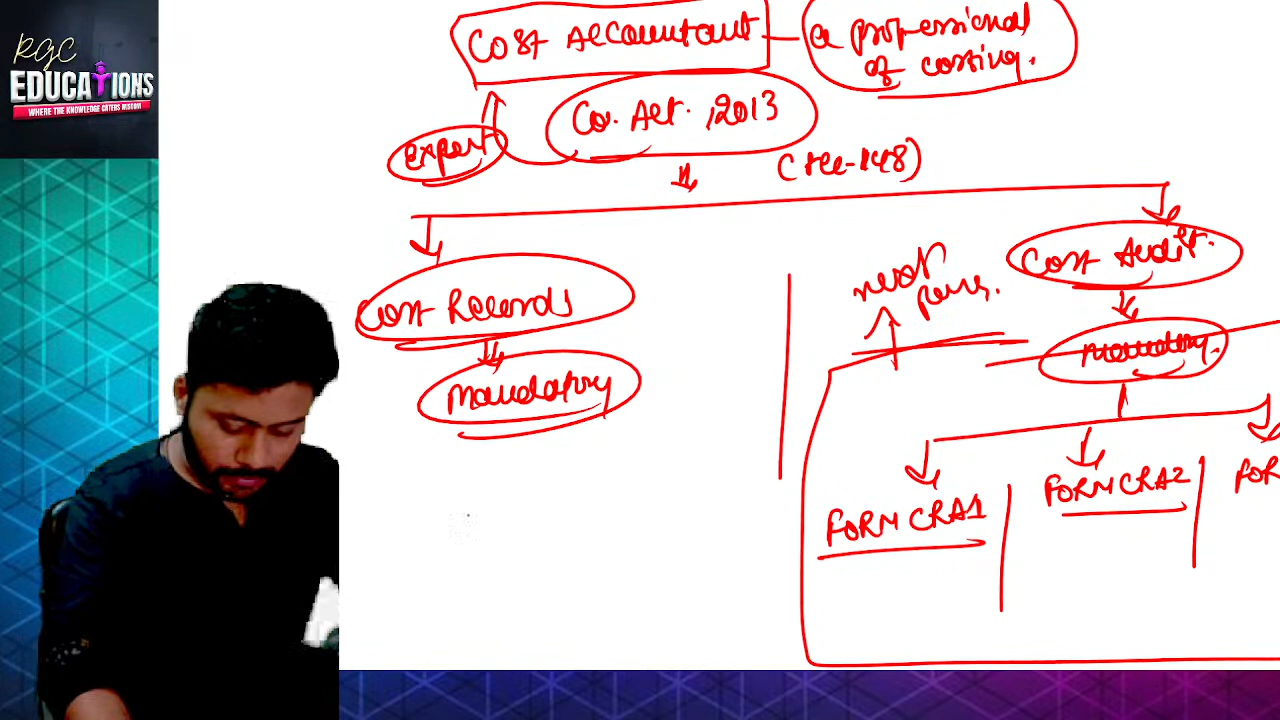 RGC
EDUCATIONS
WHERE THE KNOWLEDGE CATERS WISDOM
Cost Accountant
a professional
of costing.
Co. Act. ,2013
expert
(sec-148)
Cost Records
Mandatory
next
Cost Audit.
Mandatory.
FORM CRA1
FORM CRA2
FOR